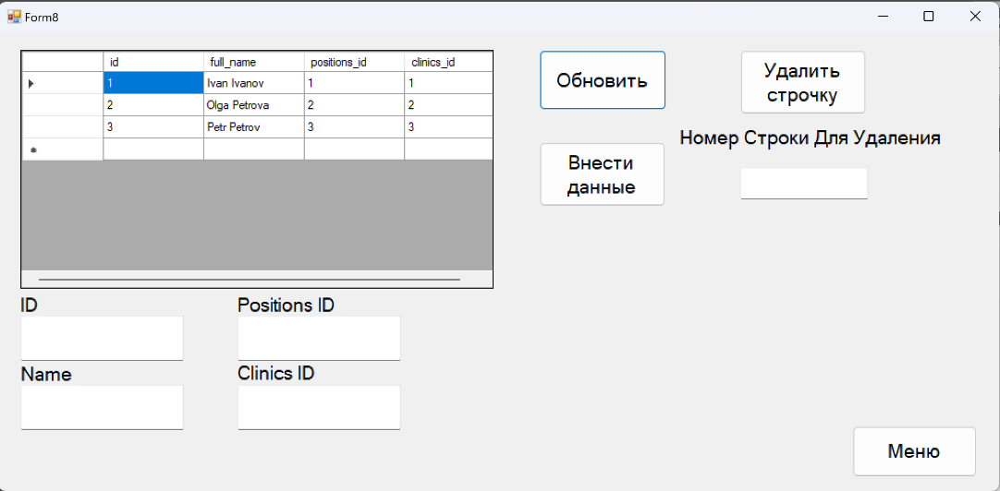 Form8
id full_name positions_id clinics_id
1 Ivan Ivanov 1 1
2 Olga Petrova 2 2
3 Petr Petrov 3 3
Обновить
Удалить
строчку
Номер Строки Для Удаления
Внести
данные
ID Positions ID
Name Clinics ID
Меню